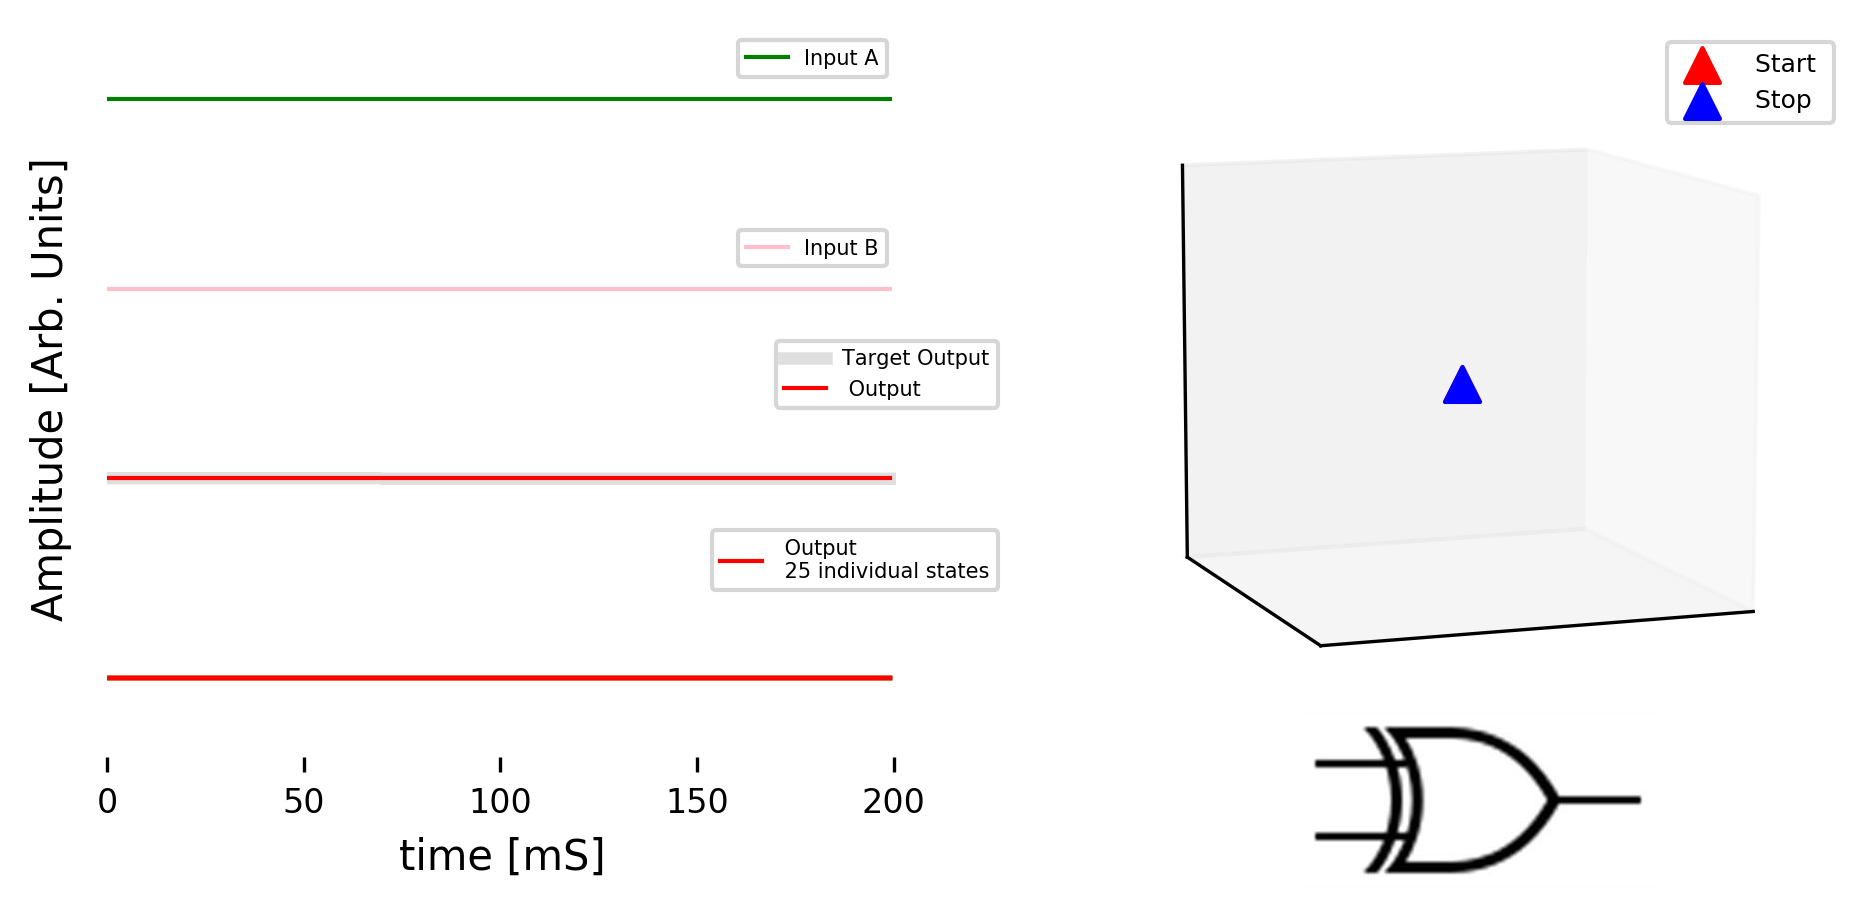 Input A
Input B
Target Output
Output
Output
25 individual states
Amplitude [Arb. Units]
0 50 100 150 200
time [mS]
Start
Stop